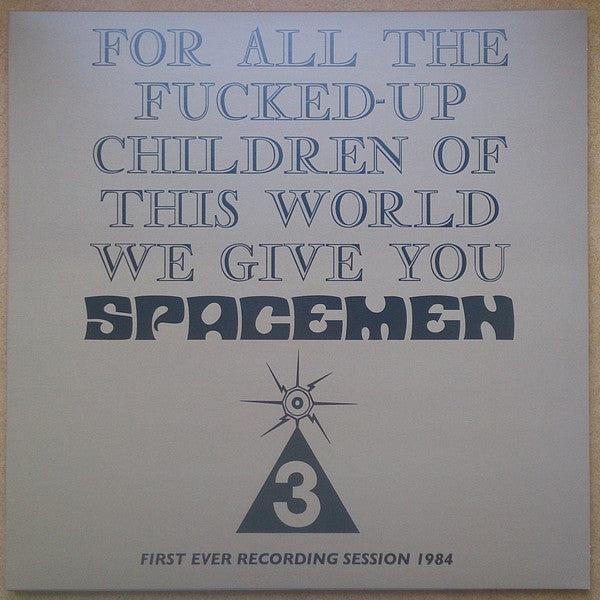 FOR ALL THE
FUCKED-UP
CHILDREN OF
THIS WORLD
WE GIVE YOU
SPACEMEN
3
FIRST EVER RECORDING SESSION 1984